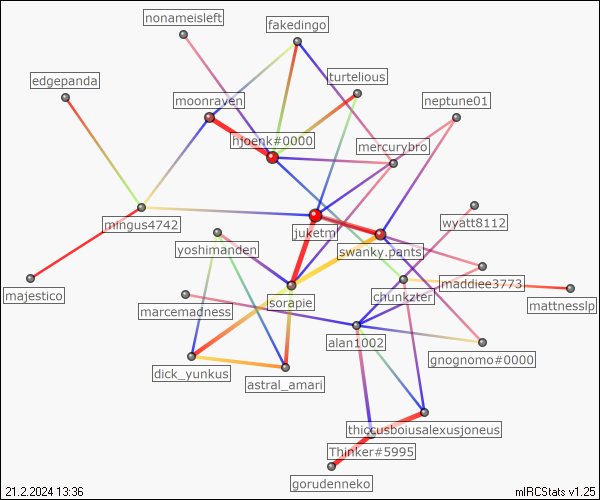 nonameisleft
fakedingo
edgepanda
turtelious
moonraven
neptune01
hjoenk#0000
mercurybro
mingus4742
juketm
wyatt8112
yoshimanden
swanky.pants
majestico
sorapie
chunkzter
maddiee3773
mattnesslp
marcemadness
alan1002
gnognomo#0000
dick_yunkus
astral_amari
thiccusboiusalexusjoneus
Thinker#5995
gorudenneko
21.2.2024 13:36
mIRCStats v1.25